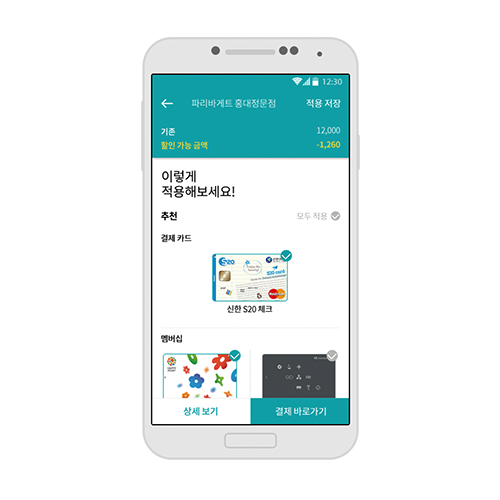 12:30
파리바게트 홍대정문점 적용 저장
기존 12,000
할인 가능 금액 -1,260
이렇게
적용해보세요!
추천 모두 적용
결제 카드
S20
S20 card
MasterCard
신한 S20 체크
멤버십
상세 보기 결제 바로가기